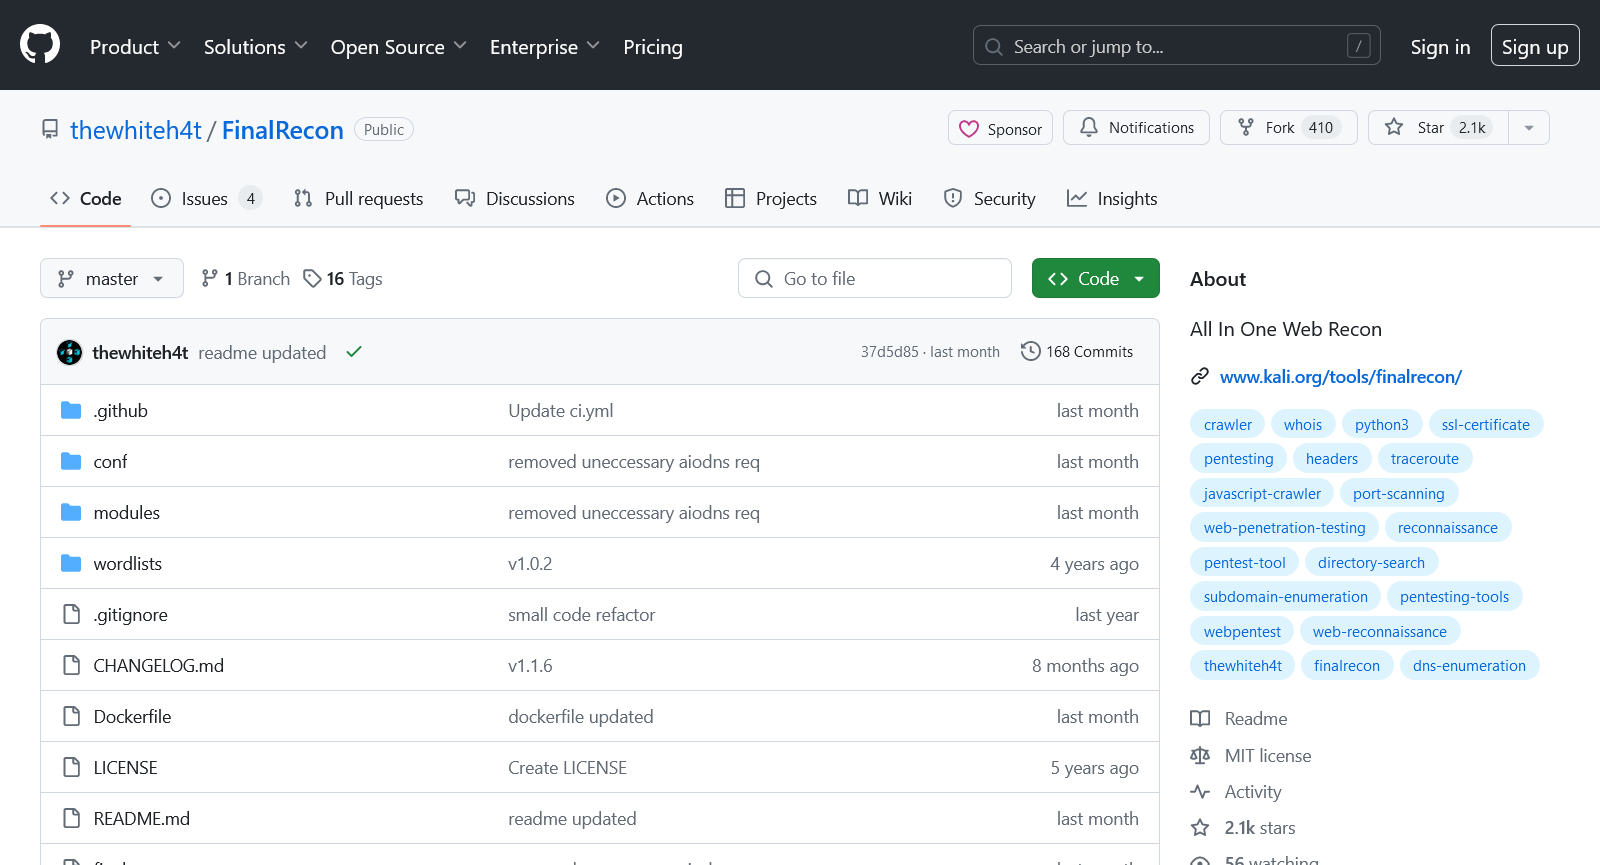 Product Solutions Open Source Enterprise Pricing Search or jump to... / Sign in Sign up
thewhiteh4t / FinalRecon Public Sponsor Notifications Fork 410 Star 2.1k
Code Issues 4 Pull requests Discussions Actions Projects Wiki Security Insights
master 1 Branch 16 Tags Go to file Code
thewhiteh4t readme updated 37d5d85 · last month 168 Commits
.github Update ci.yml last month
conf removed uneccessary aiodns req last month
modules removed uneccessary aiodns req last month
wordlists v1.0.2 4 years ago
.gitignore small code refactor last year
CHANGELOG.md v1.1.6 8 months ago
Dockerfile dockerfile updated last month
LICENSE Create LICENSE 5 years ago
README.md readme updated last month
About
All In One Web Recon
www.kali.org/tools/finalrecon/
crawler whois python3 ssl-certificate
pentesting headers traceroute
javascript-crawler port-scanning
web-penetration-testing reconnaissance
pentest-tool directory-search
subdomain-enumeration pentesting-tools
webpentest web-reconnaissance
thewhiteh4t finalrecon dns-enumeration
Readme
MIT license
Activity
2.1k stars
56 watching